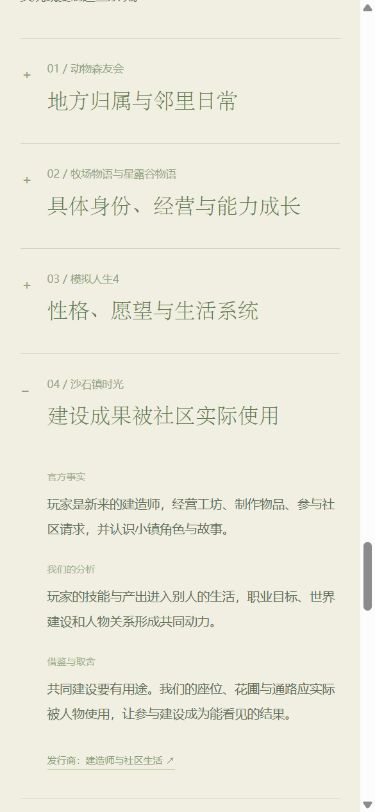 + 01 / 动物森友会
地方归属与邻里日常
+ 02 / 牧场物语与星露谷物语
具体身份、经营与能力成长
+ 03 / 模拟人生4
性格、愿望与生活系统
− 04 / 沙石镇时光
建设成果被社区实际使用
官方事实
玩家是新来的建造师，经营工坊、制作物品、参与社
区请求，并认识小镇角色与故事。
我们的分析
玩家的技能与产出进入别人的生活，职业目标、世界
建设和人物关系形成共同动力。
借鉴与取舍
共同建设要有用途。我们的座位、花圃与通路应实际
被人物使用，让参与建设成为能看见的结果。
发行商：建造师与社区生活 ↗